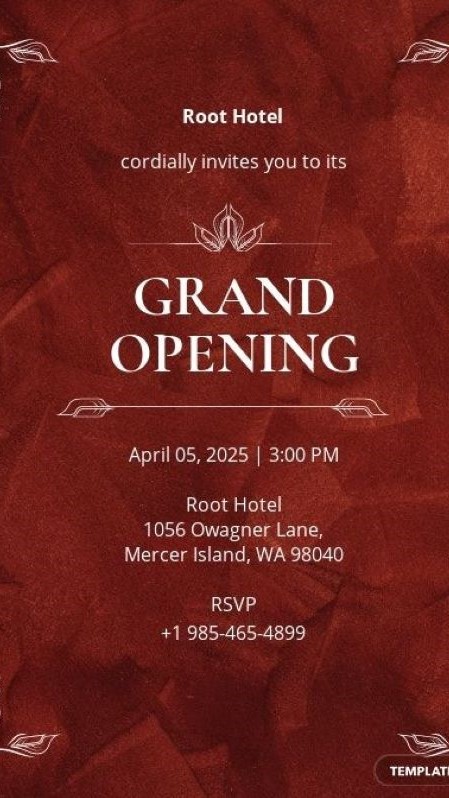 Root Hotel
cordially invites you to its
GRAND
OPENING
April 05, 2025 | 3:00 PM
Root Hotel
1056 Owagner Lane,
Mercer Island, WA 98040
RSVP
+1 985-465-4899